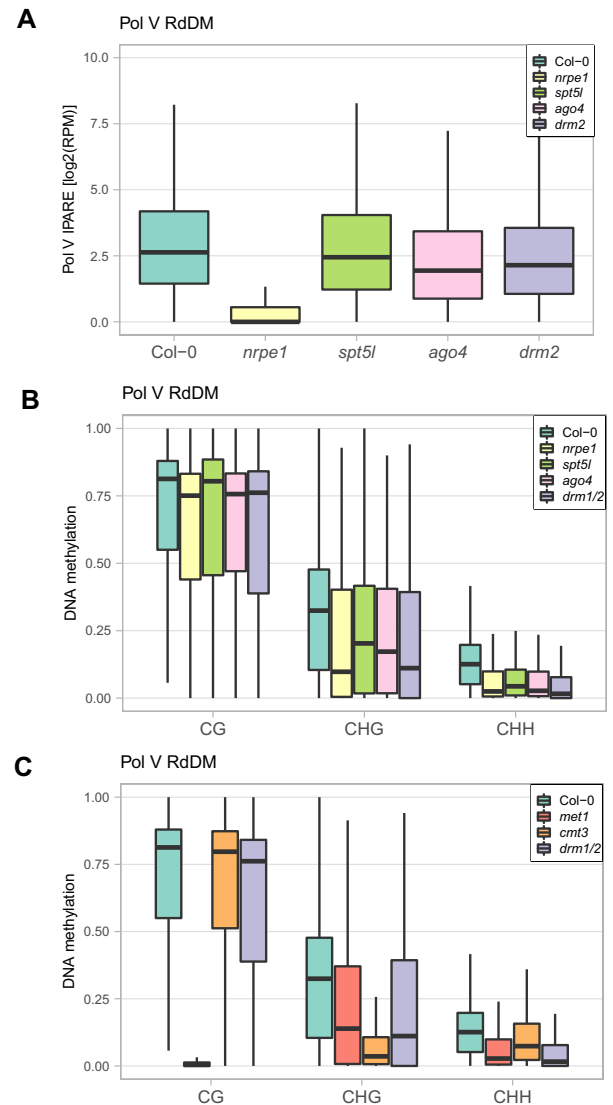 A
Pol V RdDM
Pol V IPARE [log2(RPM)]
10.0
7.5
5.0
2.5
0.0
Col−0
nrpe1
spt5l
ago4
drm2
Col−0
nrpe1
spt5l
ago4
drm2
B
Pol V RdDM
DNA methylation
1.00
0.75
0.50
0.25
0.00
Col−0
nrpe1
spt5l
ago4
drm1/2
CG
CHG
CHH
C
Pol V RdDM
DNA methylation
1.00
0.75
0.50
0.25
0.00
Col−0
met1
cmt3
drm1/2
CG
CHG
CHH